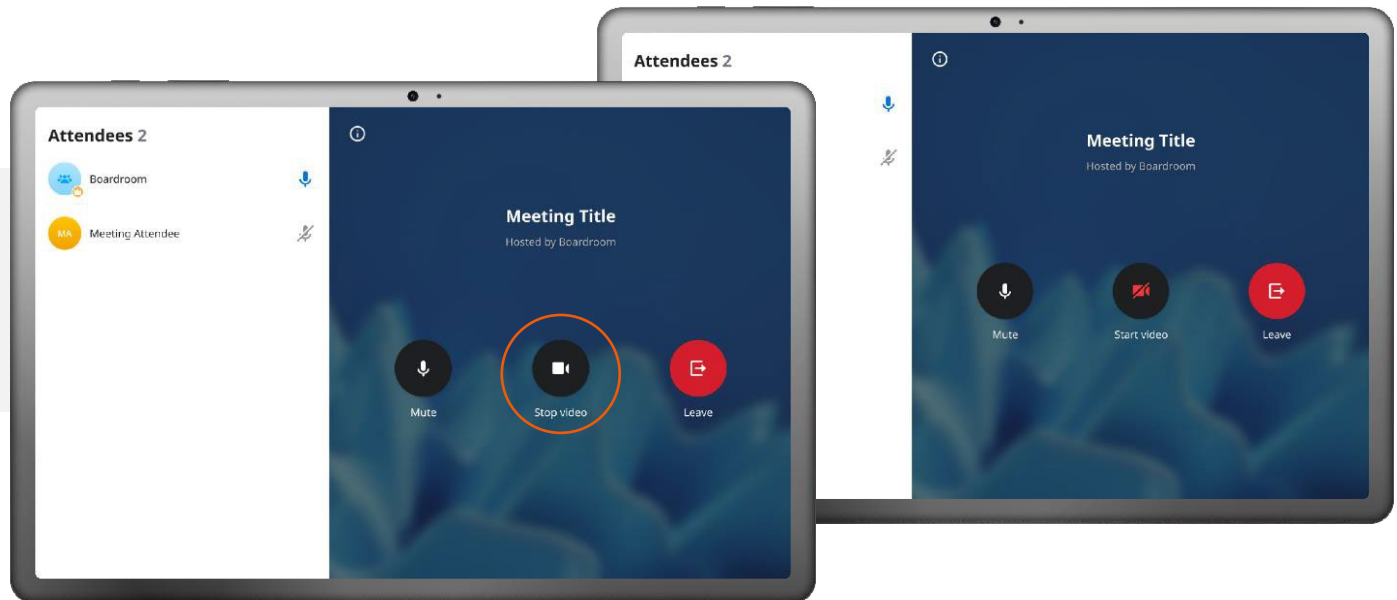 Attendees 2
Boardroom
MA Meeting Attendee
Meeting Title
Hosted by Boardroom
Mute
Stop video
Leave
Attendees 2
Meeting Title
Hosted by Boardroom
Mute
Start video
Leave